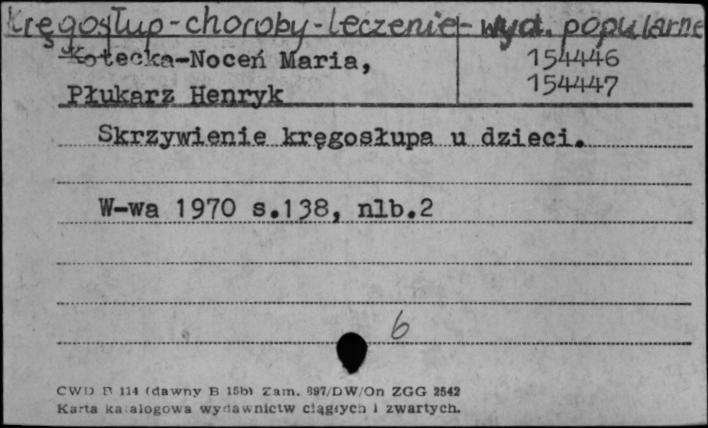 Kręgosłup-choroby-leczenie-wyd. popularne
Kotecka-Noceń Maria,
154446
Płukarz Henryk
154447
Skrzywienie kręgosłupa u dzieci.
W-wa 1970 s.138, nlb.2
6
CWD B 114 (dawny B 15b) Zam. 897/DW/On ZGG 2542
Karta katalogowa wydawnictw ciągłych i zwartych.